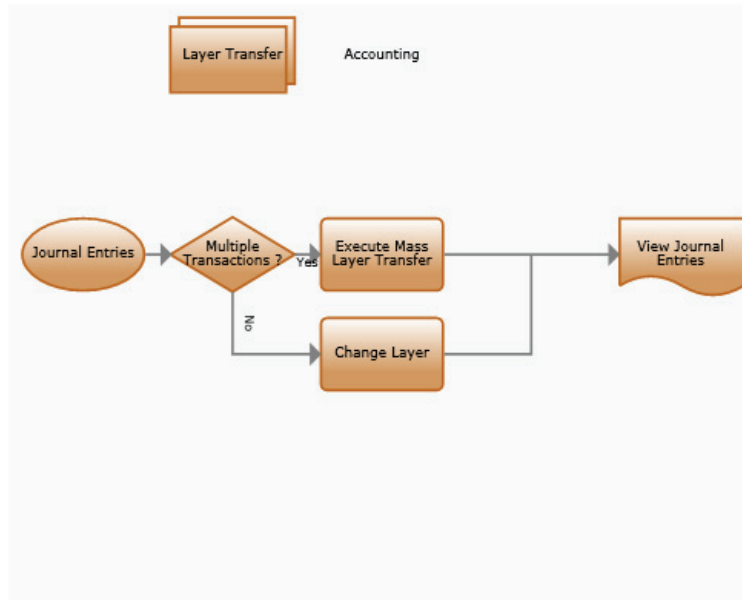 Layer Transfer
Accounting
Journal Entries
Multiple
Transactions ?
Yes
Execute Mass
Layer Transfer
View Journal
Entries
No
Change Layer